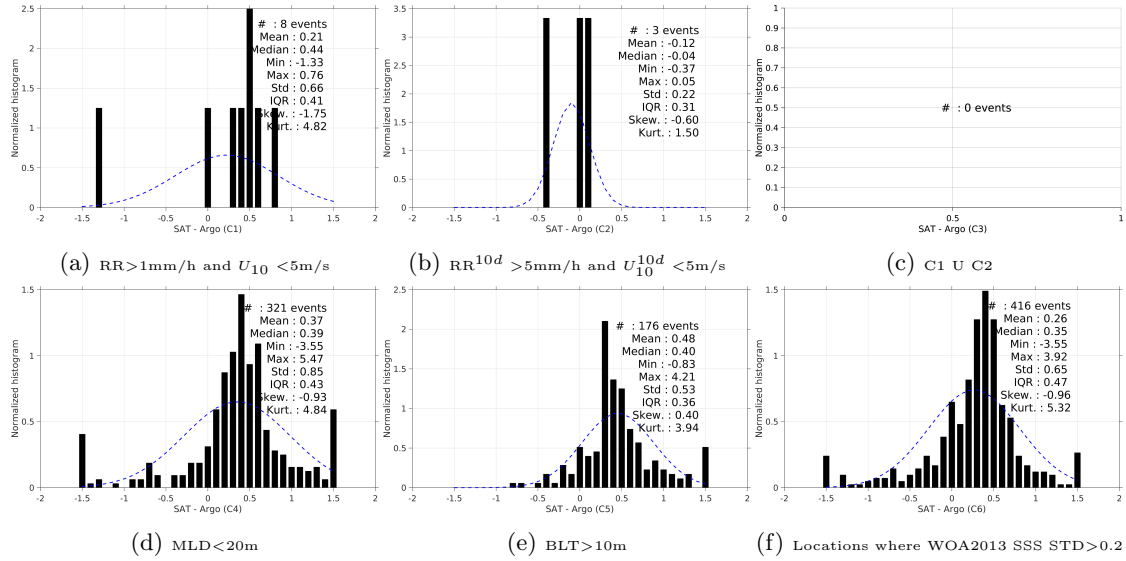 Normalized histogram
2.5
2
1.5
1
0.5
0
-2 -1.5 -1 -0.5 0 0.5 1 1.5 2
SAT - Argo (C1)
# : 8 events
Mean : 0.21
Median : 0.44
Min : -1.33
Max : 0.76
Std : 0.66
IQR : 0.41
Skew. : -1.75
Kurt. : 4.82
(a) RR>1mm/h and U10 <5m/s
Normalized histogram
3.5
3
2.5
2
1.5
1
0.5
0
-2 -1.5 -1 -0.5 0 0.5 1 1.5 2
SAT - Argo (C2)
# : 3 events
Mean : -0.12
Median : -0.04
Min : -0.37
Max : 0.05
Std : 0.22
IQR : 0.31
Skew. : -0.60
Kurt. : 1.50
(b) RR10d >5mm/h and U10d10 <5m/s
Normalized histogram
1
0.9
0.8
0.7
0.6
0.5
0.4
0.3
0.2
0.1
0
0 0.5 1
SAT - Argo (C3)
# : 0 events
(c) C1 U C2
Normalized histogram
1.5
1
0.5
0
-2 -1.5 -1 -0.5 0 0.5 1 1.5 2
SAT - Argo (C4)
# : 321 events
Mean : 0.37
Median : 0.39
Min : -3.55
Max : 5.47
Std : 0.85
IQR : 0.43
Skew. : -0.93
Kurt. : 4.84
(d) MLD<20m
Normalized histogram
2.5
2
1.5
1
0.5
0
-2 -1.5 -1 -0.5 0 0.5 1 1.5 2
SAT - Argo (C5)
# : 176 events
Mean : 0.48
Median : 0.40
Min : -0.83
Max : 4.21
Std : 0.53
IQR : 0.36
Skew. : 0.40
Kurt. : 3.94
(e) BLT>10m
Normalized histogram
1.5
1
0.5
0
-2 -1.5 -1 -0.5 0 0.5 1 1.5 2
SAT - Argo (C6)
# : 416 events
Mean : 0.26
Median : 0.35
Min : -3.55
Max : 3.92
Std : 0.65
IQR : 0.47
Skew. : -0.96
Kurt. : 5.32
(f) Locations where WOA2013 SSS STD>0.2